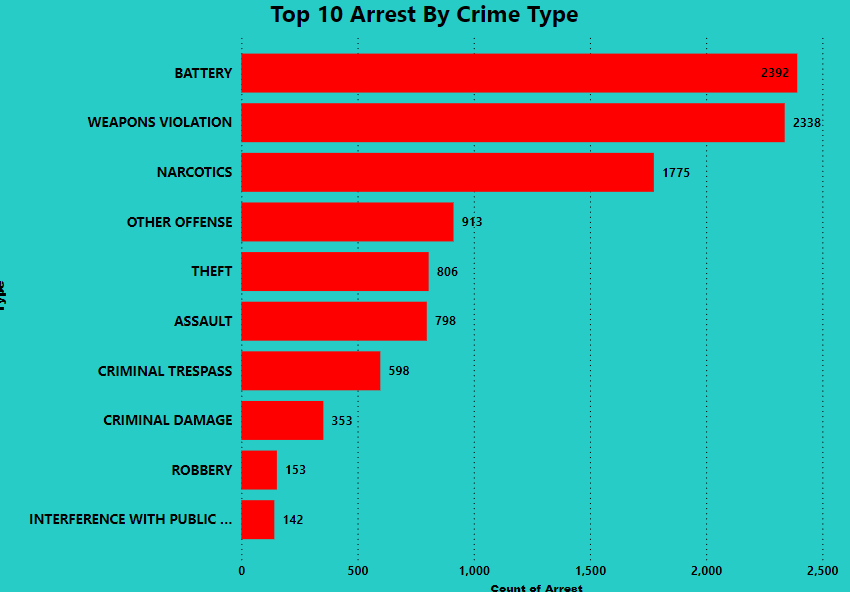 Top 10 Arrest By Crime Type
BATTERY 2392
WEAPONS VIOLATION 2338
NARCOTICS 1775
OTHER OFFENSE 913
THEFT 806
ASSAULT 798
CRIMINAL TRESPASS 598
CRIMINAL DAMAGE 353
ROBBERY 153
INTERFERENCE WITH PUBLIC ... 142
Type
0 500 1,000 1,500 2,000 2,500
Count of Arrest